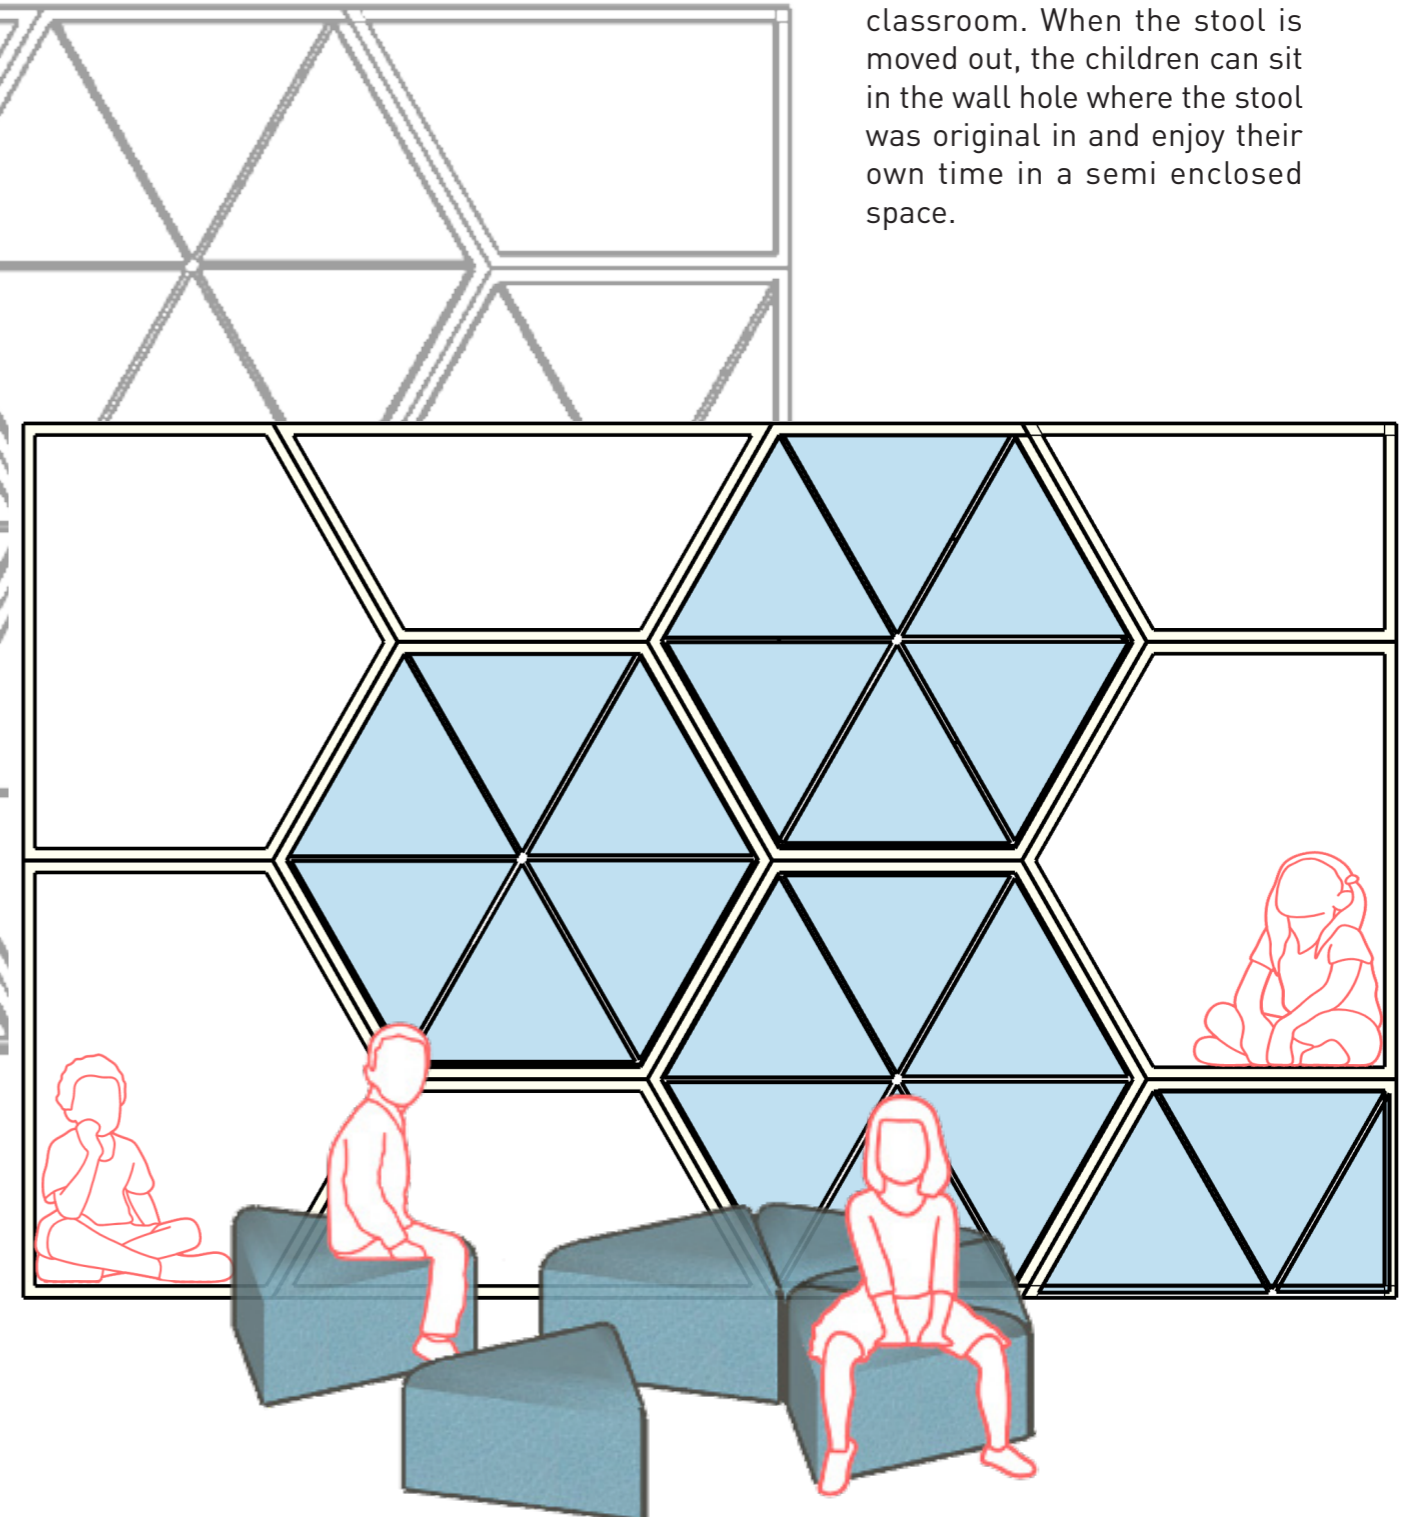 classroom. When the stool is
moved out, the children can sit
in the wall hole where the stool
was original in and enjoy their
own time in a semi enclosed
space.